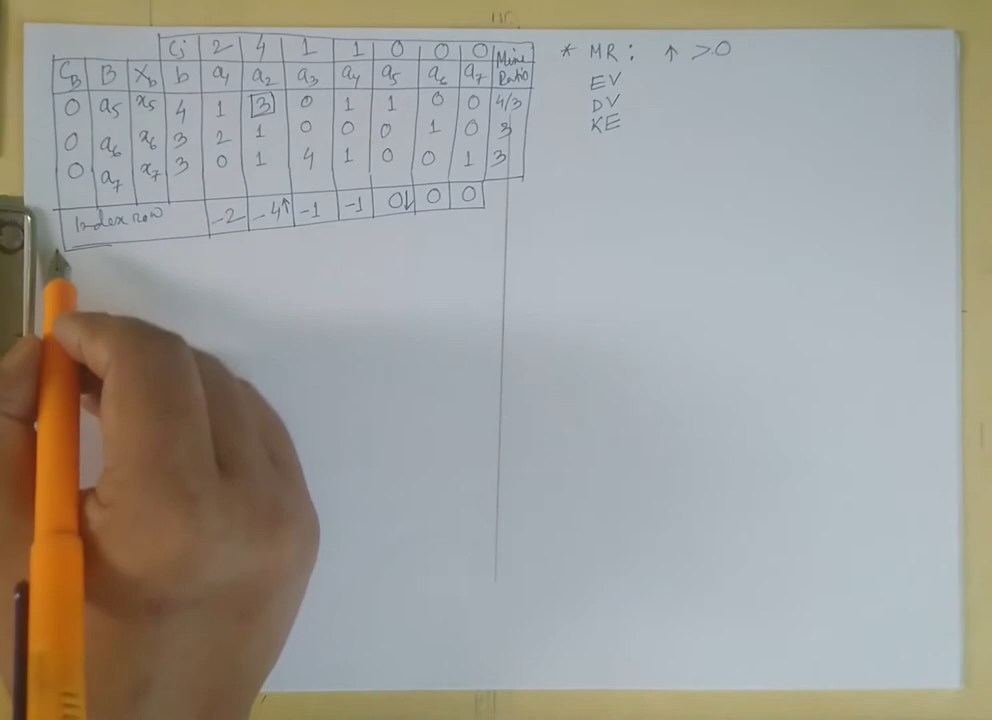 Cj 2 4 1 1 0 0 0 Mini Ratio
CB B Xb b a1 a2 a3 a4 a5 a6 a7
0 a5 x5 4 1 3 0 1 1 0 0 4/3
0 a6 x6 3 2 1 0 0 0 1 0 3
0 a7 x7 3 0 1 4 1 0 0 1 3
Index row -2 -4↑ -1 -1 0↓ 0 0
* MR : ↑ >0
EV
DV
KE